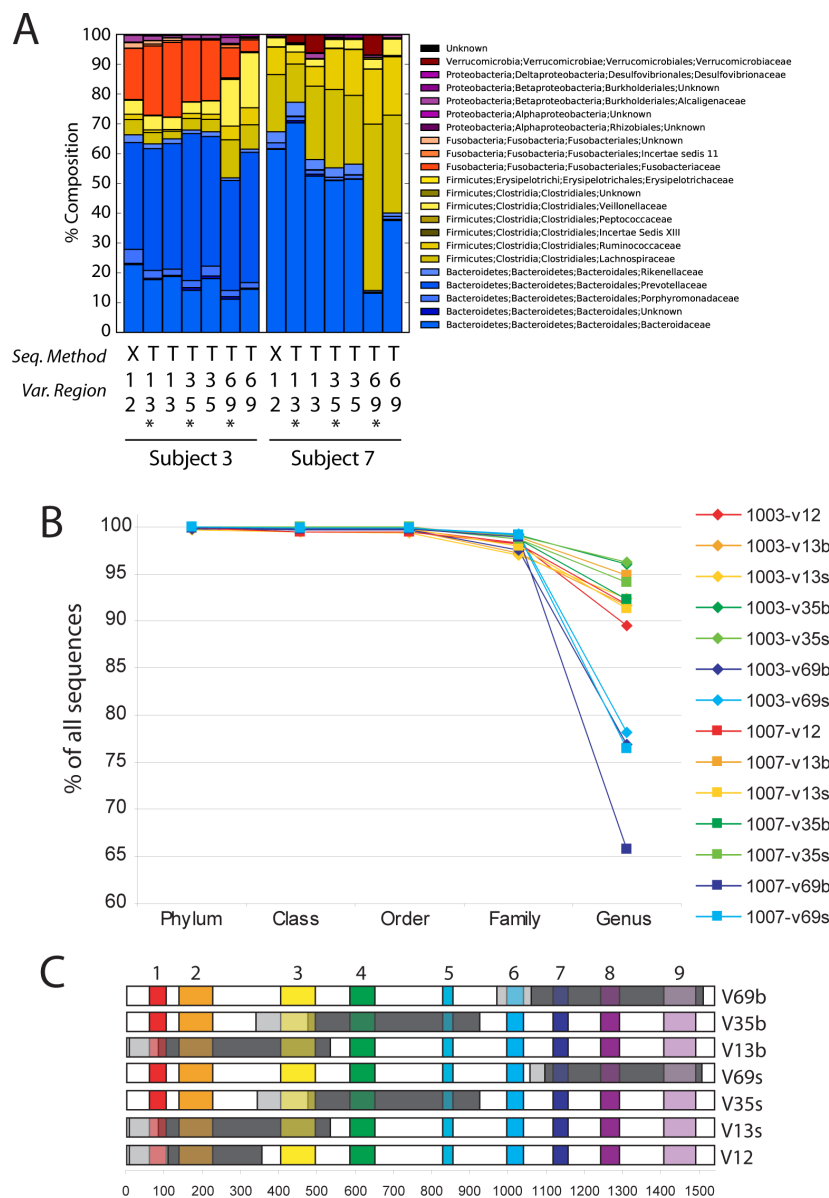 A
% Composition
100
90
80
70
60
50
40
30
20
10
0
Unknown
Verrucomicrobia;Verrucomicrobiae;Verrucomicrobiales;Verrucomicrobiaceae
Proteobacteria;Deltaproteobacteria;Desulfovibrionales;Desulfovibrionaceae
Proteobacteria;Betaproteobacteria;Burkholderiales;Unknown
Proteobacteria;Betaproteobacteria;Burkholderiales;Alcaligenaceae
Proteobacteria;Alphaproteobacteria;Unknown
Proteobacteria;Alphaproteobacteria;Rhizobiales;Unknown
Fusobacteria;Fusobacteria;Fusobacteriales;Unknown
Fusobacteria;Fusobacteria;Fusobacteriales;Incertae sedis 11
Fusobacteria;Fusobacteria;Fusobacteriales;Fusobacteriaceae
Firmicutes;Erysipelotrichi;Erysipelotrichales;Erysipelotrichaceae
Firmicutes;Clostridia;Clostridiales;Unknown
Firmicutes;Clostridia;Clostridiales;Veillonellaceae
Firmicutes;Clostridia;Clostridiales;Peptococcaceae
Firmicutes;Clostridia;Clostridiales;Incertae Sedis XIII
Firmicutes;Clostridia;Clostridiales;Ruminococcaceae
Firmicutes;Clostridia;Clostridiales;Lachnospiraceae
Bacteroidetes;Bacteroidetes;Bacteroidales;Rikenellaceae
Bacteroidetes;Bacteroidetes;Bacteroidales;Prevotellaceae
Bacteroidetes;Bacteroidetes;Bacteroidales;Porphyromonadaceae
Bacteroidetes;Bacteroidetes;Bacteroidales;Unknown
Bacteroidetes;Bacteroidetes;Bacteroidales;Bacteroidaceae
Seq. Method X T T T T T T X T T T T T T
Var. Region 1 1 1 3 3 6 6 1 1 1 3 3 6 6
2 3 3 5 5 9 9 2 3 3 5 5 9 9
* * * * * *
Subject 3 Subject 7
B
% of all sequences
100
95
90
85
80
75
70
65
60
Phylum Class Order Family Genus
1003-v12
1003-v13b
1003-v13s
1003-v35b
1003-v35s
1003-v69b
1003-v69s
1007-v12
1007-v13b
1007-v13s
1007-v35b
1007-v35s
1007-v69b
1007-v69s
C
1 2 3 4 5 6 7 8 9
V69b
V35b
V13b
V69s
V35s
V13s
V12
0 100 200 300 400 500 600 700 800 900 1000 1100 1200 1300 1400 1500